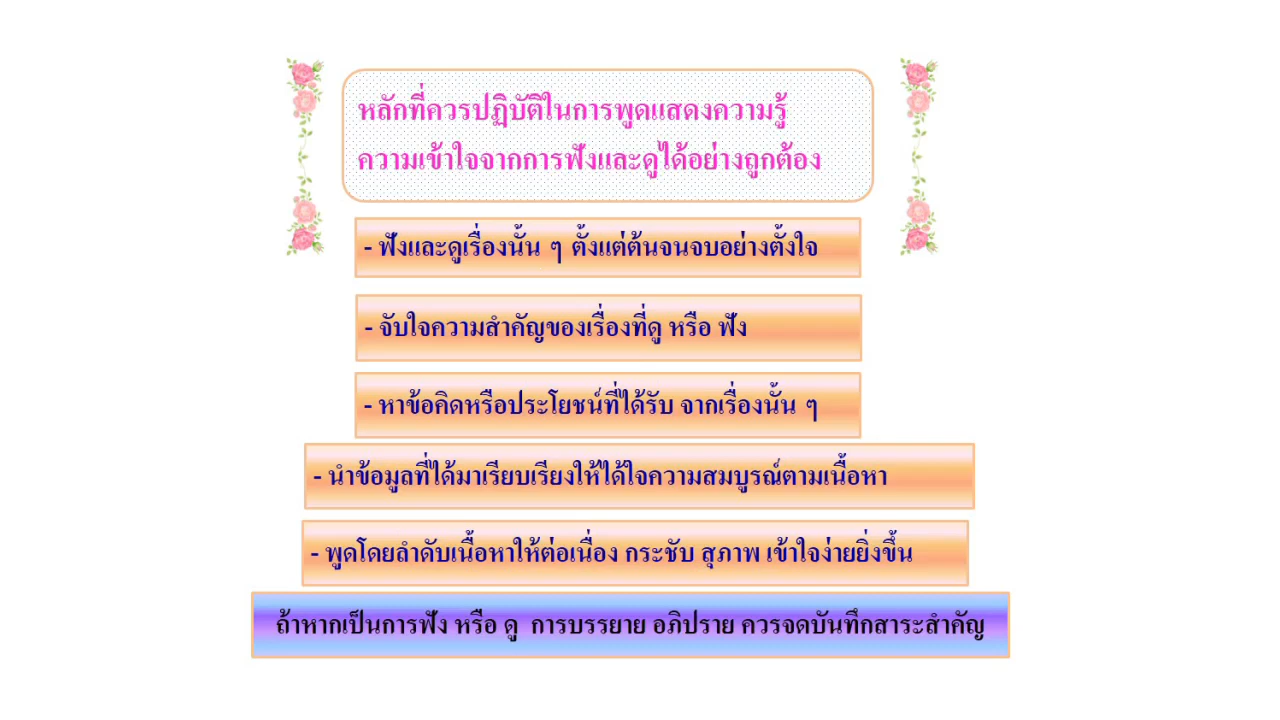 หลักที่ควรปฏิบัติในการพูดแสดงความรู้
ความเข้าใจจากการฟังและดูได้อย่างถูกต้อง
- ฟังและดูเรื่องนั้น ๆ ตั้งแต่ต้นจนจบอย่างตั้งใจ
- จับใจความสำคัญของเรื่องที่ดู หรือ ฟัง
- หาข้อคิดหรือประโยชน์ที่ได้รับ จากเรื่องนั้น ๆ
- นำข้อมูลที่ได้มาเรียบเรียงให้ได้ใจความสมบูรณ์ตามเนื้อหา
- พูดโดยลำดับเนื้อหาให้ต่อเนื่อง กระชับ สุภาพ เข้าใจง่ายยิ่งขึ้น
ถ้าหากเป็นการฟัง หรือ ดู การบรรยาย อภิปราย ควรจดบันทึกสาระสำคัญ